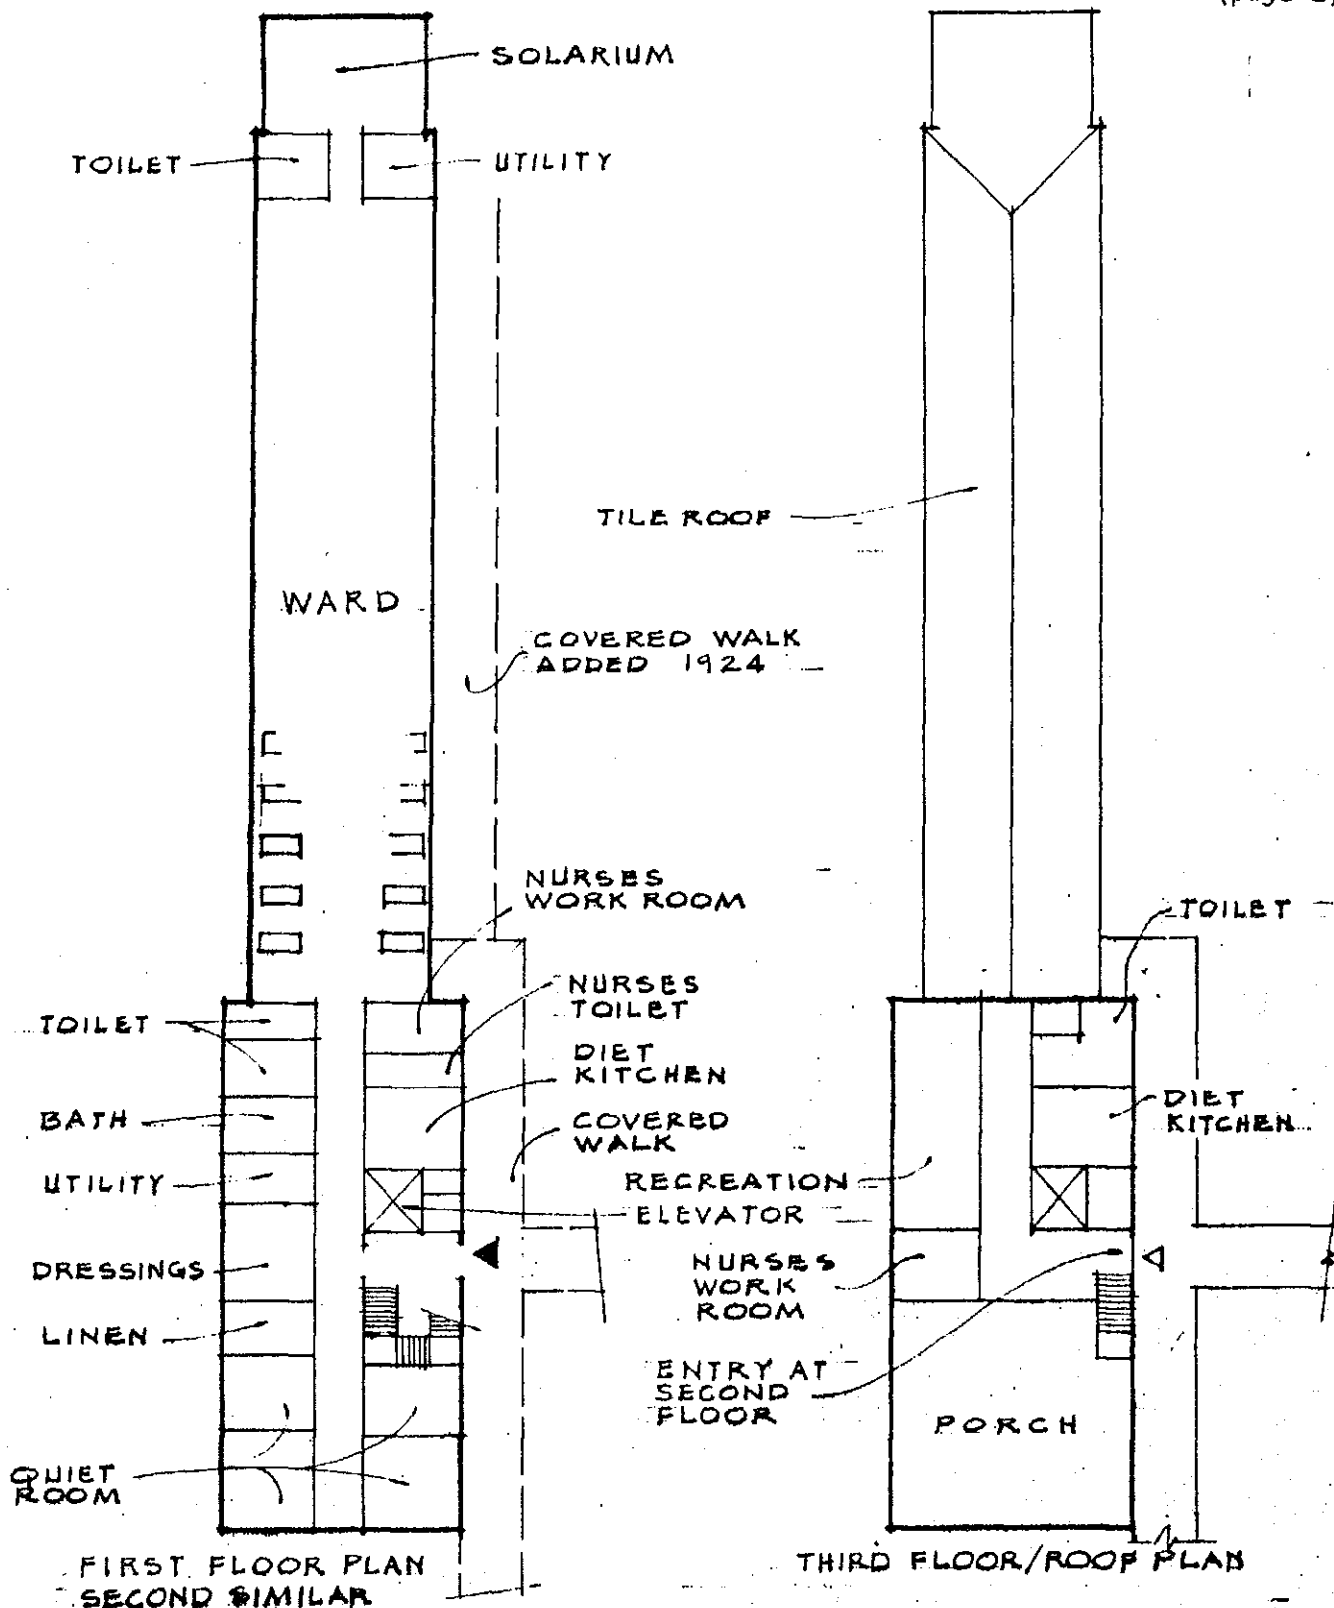 (page
SOLARIUM
TOILET
UTILITY
TILE ROOF
WARD
COVERED WALK
ADDED 1924
NURSES
WORK ROOM
TOILET
NURSES
TOILET
TOILET
DIET
KITCHEN
DIET
KITCHEN
BATH
COVERED
WALK
UTILITY
RECREATION
ELEVATOR
DRESSINGS
NURSES
WORK
ROOM
LINEN
ENTRY AT
SECOND
FLOOR
PORCH
QUIET
ROOM
FIRST FLOOR PLAN
SECOND SIMILAR
THIRD FLOOR/ROOF PLAN